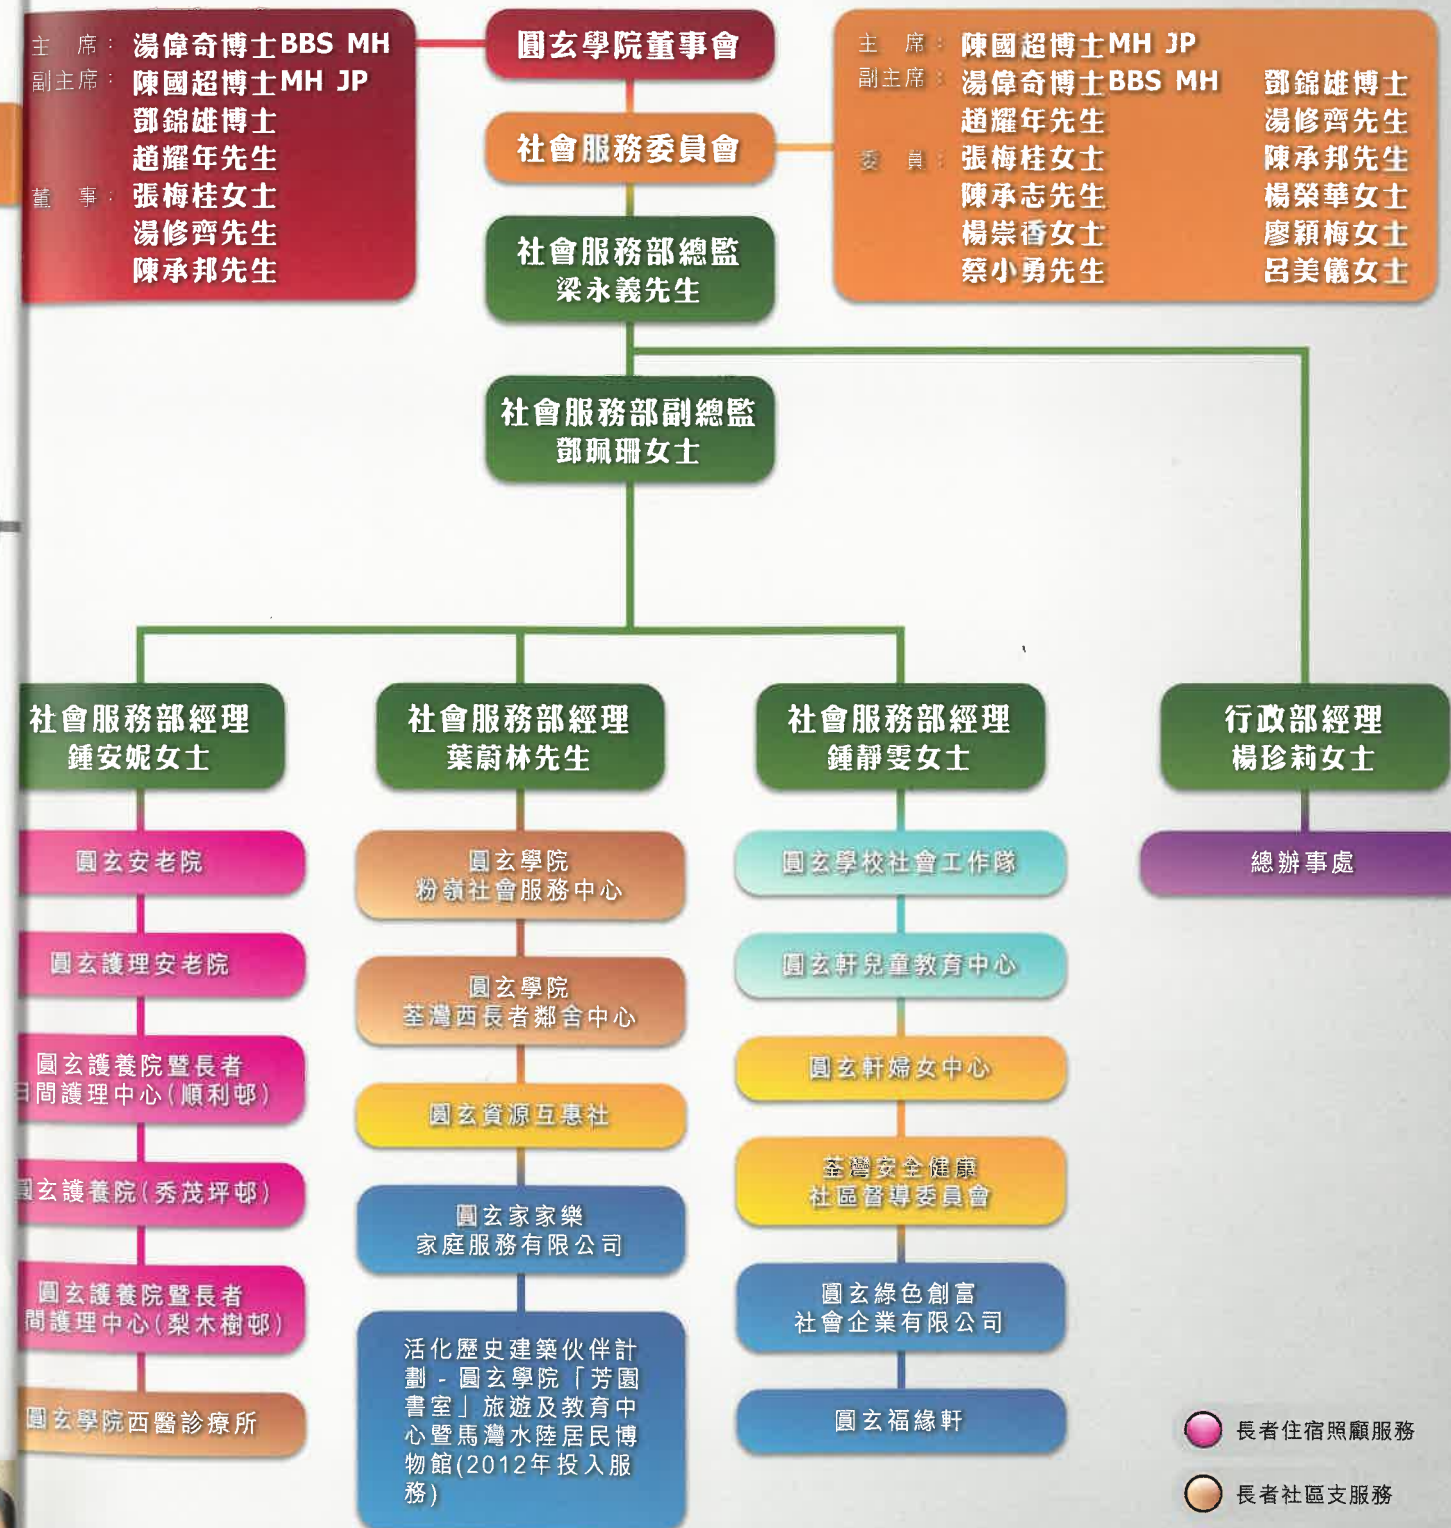 主 席： 湯偉奇博士BBS MH
副主席： 陳國超博士MH JP
鄧錦雄博士
趙耀年先生
董 事： 張梅桂女士
湯修齊先生
陳承邦先生
圓玄學院董事會
社會服務委員會
主 席： 陳國超博士MH JP
副主席： 湯偉奇博士BBS MH 鄧錦雄博士
趙耀年先生 湯修齊先生
委 員： 張梅桂女士 陳承邦先生
陳承志先生 楊榮華女士
楊崇香女士 廖穎梅女士
蔡小勇先生 呂美儀女士
社會服務部總監
梁永義先生
社會服務部副總監
鄧珮珊女士
社會服務部經理
鍾安妮女士
圓玄安老院
圓玄護理安老院
圓玄護養院暨長者
日間護理中心(順利邨)
圓玄護養院(秀茂坪邨)
圓玄護養院暨長者
間護理中心(梨木樹邨)
圓玄學院西醫診療所
社會服務部經理
葉蔚林先生
圓玄學院
粉嶺社會服務中心
圓玄學院
荃灣西長者鄰舍中心
圓玄資源互惠社
圓玄家家樂
家庭服務有限公司
活化歷史建築伙伴計
劃 - 圓玄學院「芳園
書室」旅遊及教育中
心暨馬灣水陸居民博
物館(2012年投入服
務)
社會服務部經理
鍾靜雯女士
圓玄學校社會工作隊
圓玄軒兒童教育中心
圓玄軒婦女中心
荃灣安全健康
社區督導委員會
圓玄綠色創富
社會企業有限公司
圓玄福緣軒
行政部經理
楊珍莉女士
總辦事處
長者住宿照顧服務
長者社區支服務